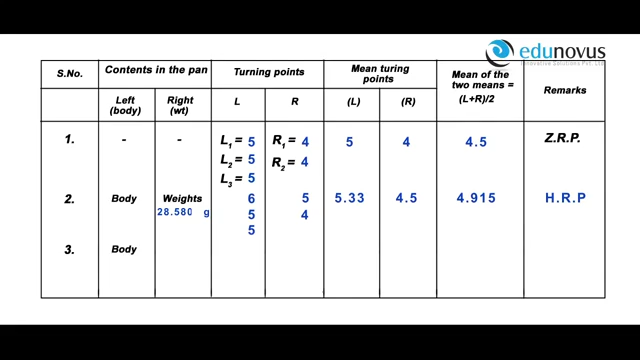 edunovus
Innovative Solutions Pvt. Ltd.
S.No. Contents in the pan Turning points Mean turing points Mean of the two means = (L+R)/2 Remarks
Left (body) Right (wt) L R (L) (R)
1. - - L1 = 5 R1 = 4 5 4 4.5 Z.R.P.
L2 = 5 R2 = 4
L3 = 5
2. Body Weights 6 5 5.33 4.5 4.915 H.R.P
28.580 g 5 4
5
3. Body